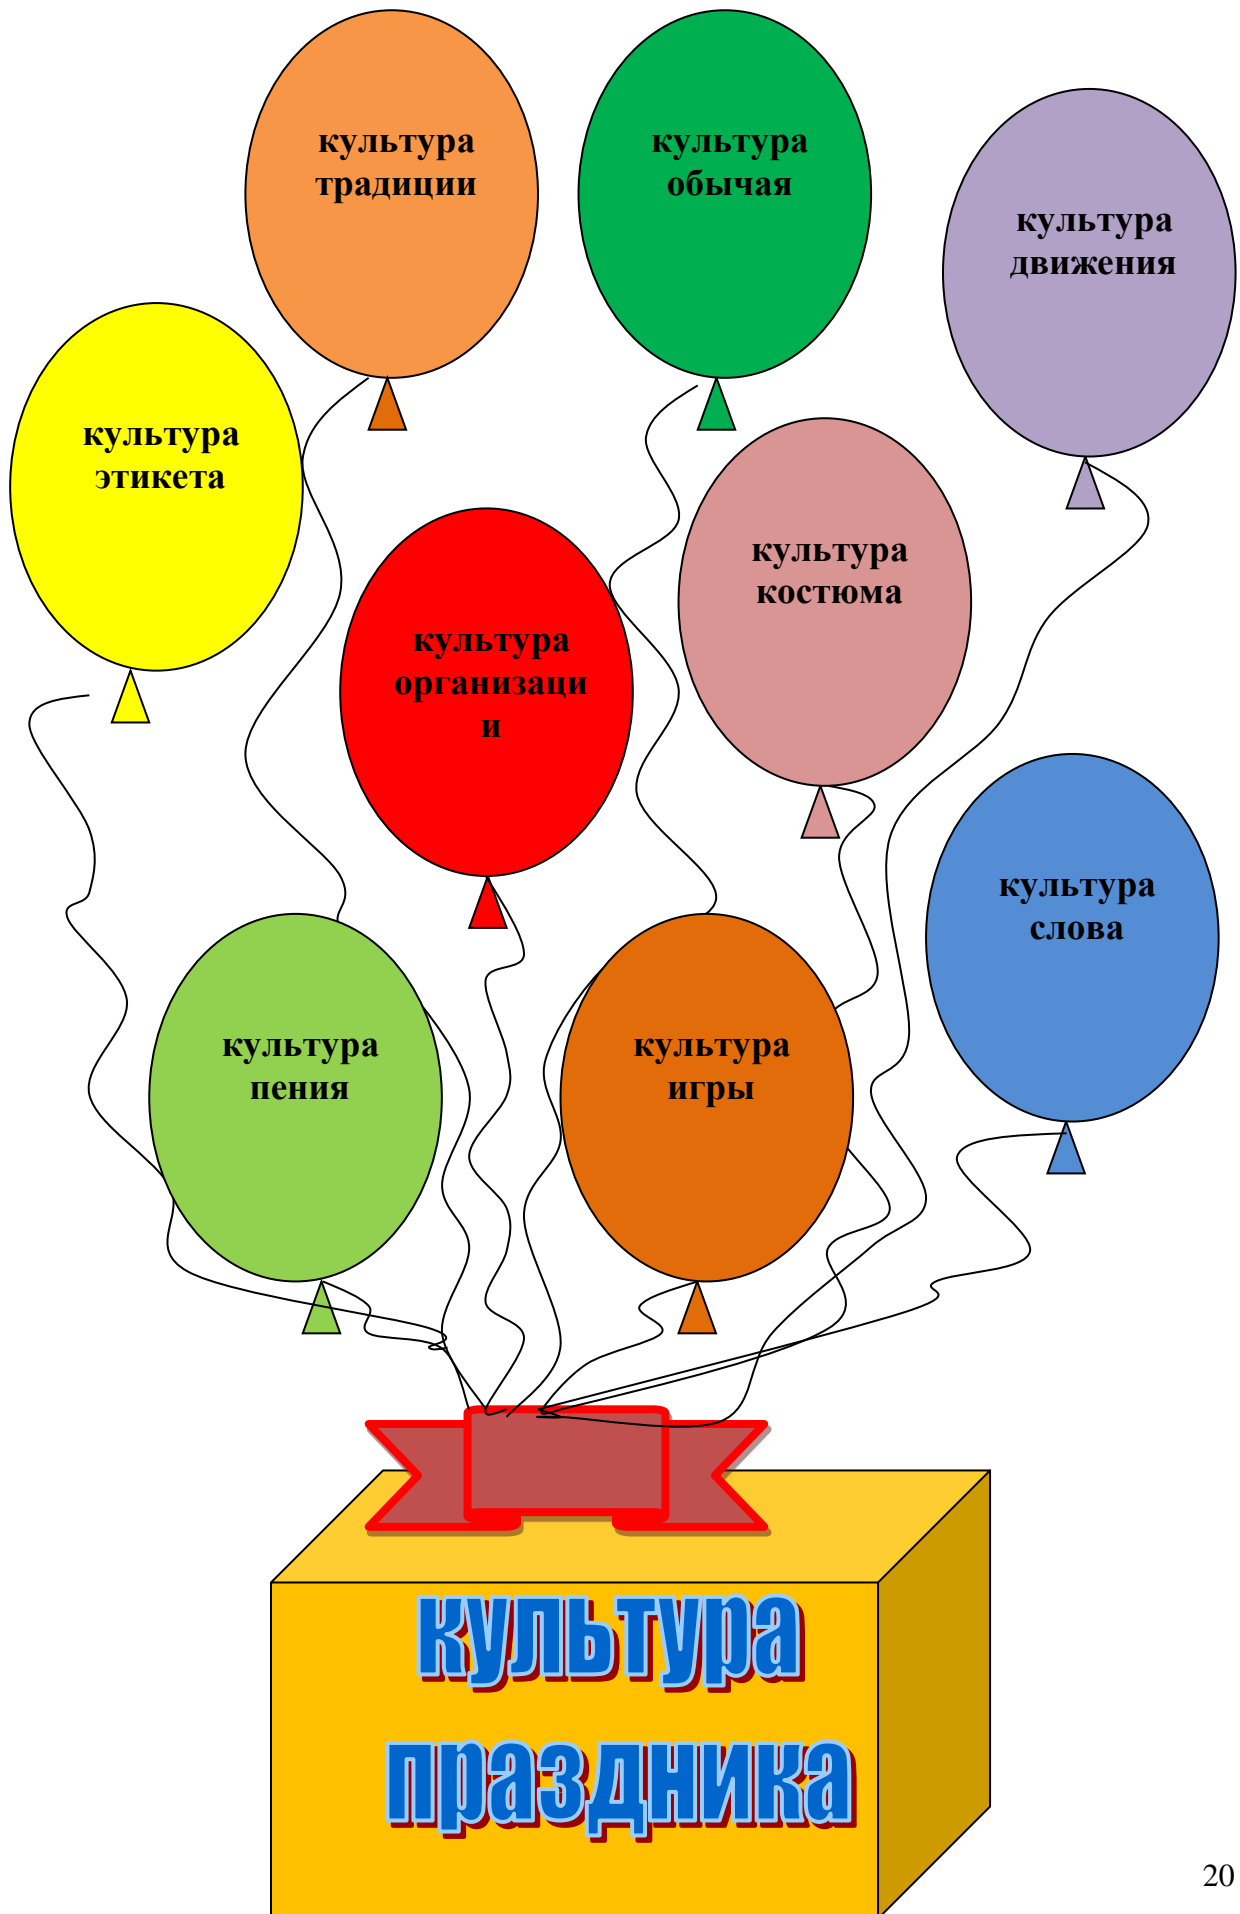 культура
традиции
культура
обычая
культура
движения
культура
этикета
культура
костюма
культура
организаци
и
культура
слова
культура
пения
культура
игры
культура
праздника
20